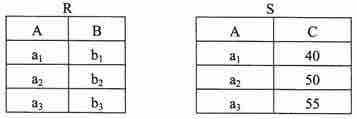 R S
A B A C
a₁ b₁ a₁ 40
a₂ b₂ a₂ 50
a₃ b₃ a₃ 55